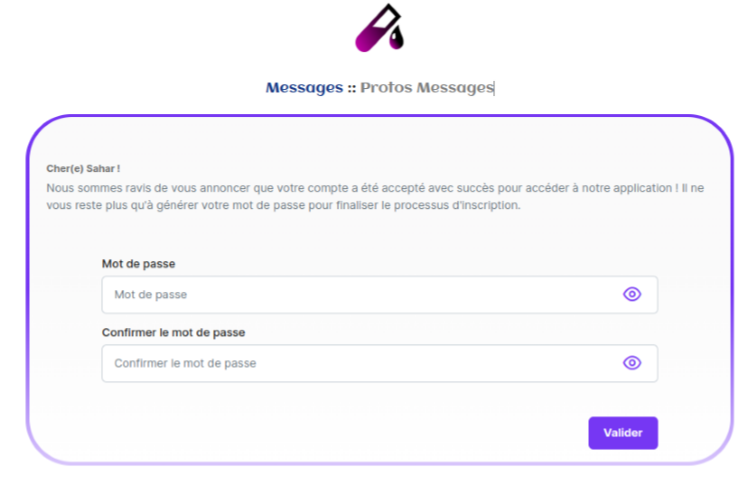 Messages :: Protos Messages
Cher(e) Sahar !
Nous sommes ravis de vous annoncer que votre compte a été accepté avec succès pour accéder à notre application ! Il ne
vous reste plus qu'à générer votre mot de passe pour finaliser le processus d'inscription.
Mot de passe
Mot de passe
Confirmer le mot de passe
Confirmer le mot de passe
Valider